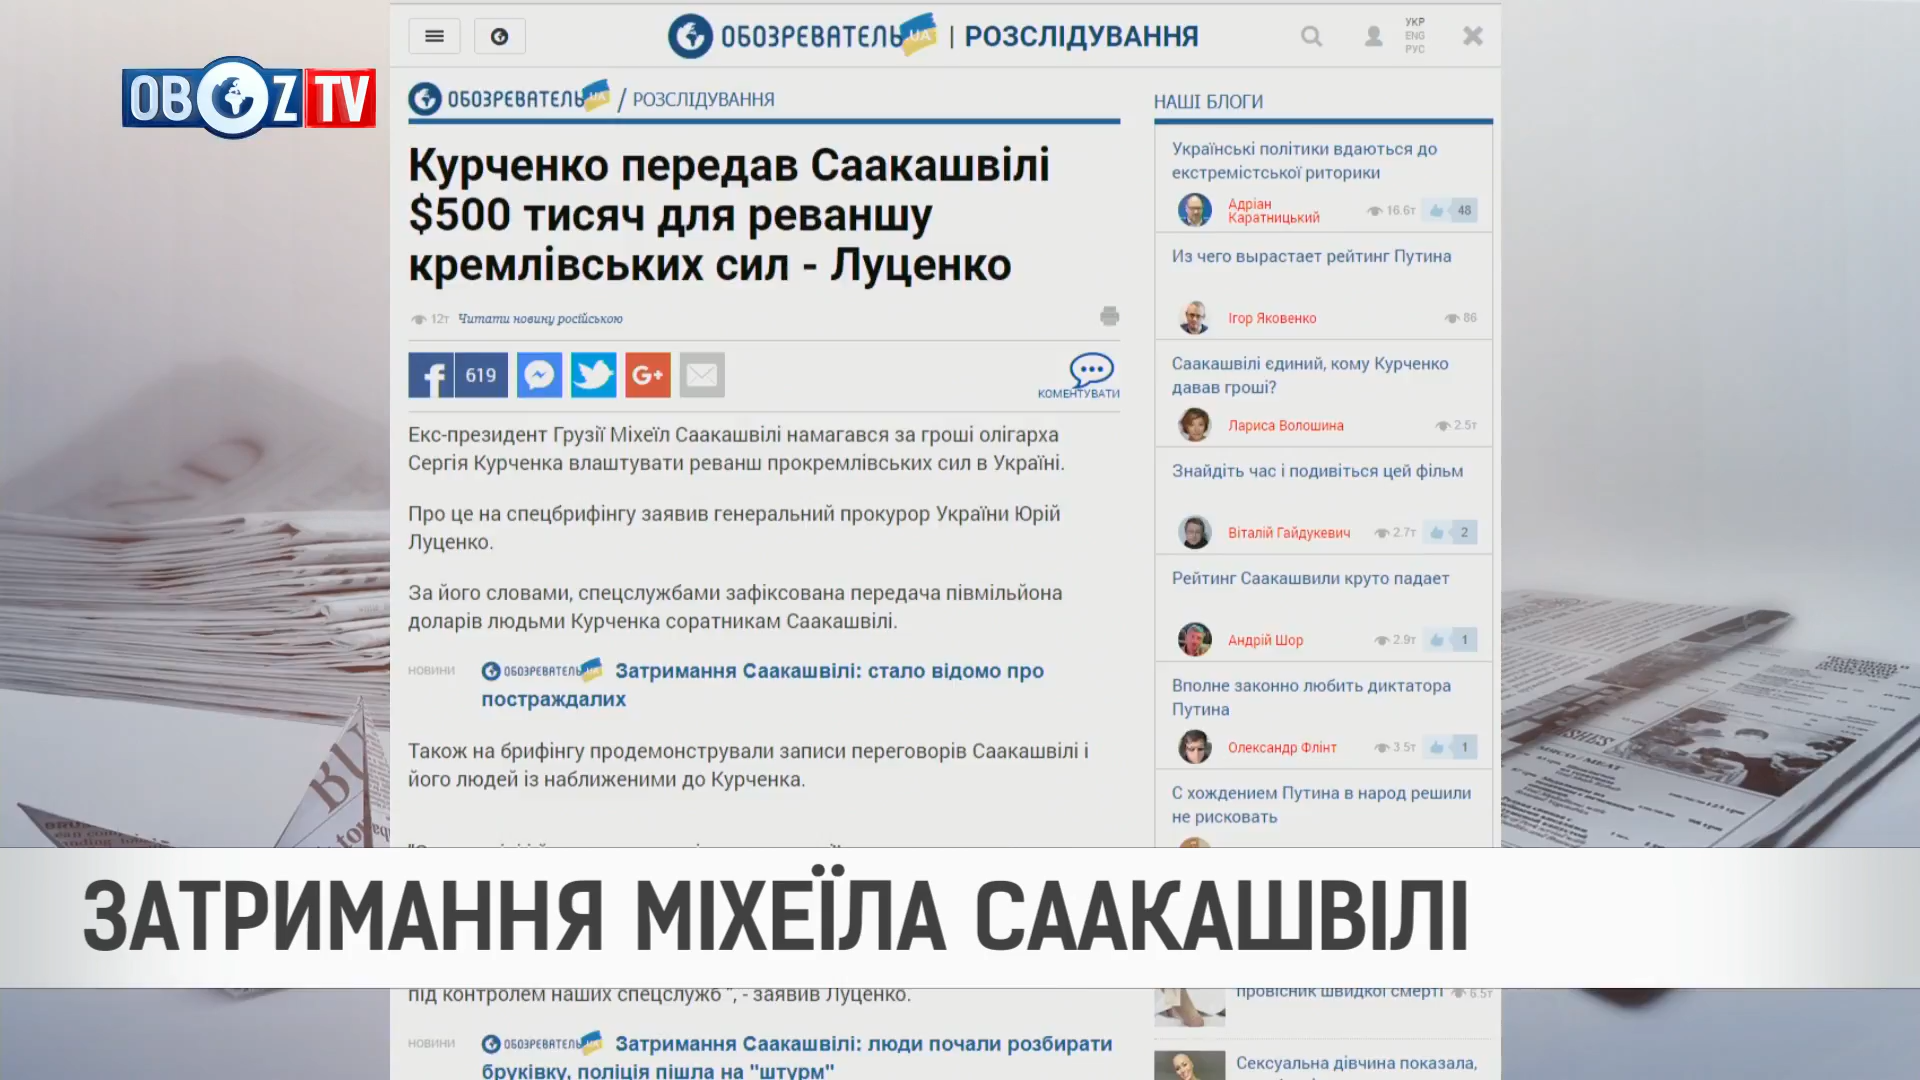 OBOZ TV
ОБОЗРЕВАТЕЛЬ.UA | РОЗСЛІДУВАННЯ
УКР
ENG
РУС
ОБОЗРЕВАТЕЛЬ.UA / РОЗСЛІДУВАННЯ
Курченко передав Саакашвілі
$500 тисяч для реваншу
кремлівських сил - Луценко
12т Читати новину російською
619
G+
КОМЕНТУВАТИ
Екс-президент Грузії Міхеїл Саакашвілі намагався за гроші олігарха
Сергія Курченка влаштувати реванш прокремлівських сил в Україні.
Про це на спецбрифінгу заявив генеральний прокурор України Юрій
Луценко.
За його словами, спецслужбами зафіксована передача півмільйона
доларів людьми Курченка соратникам Саакашвілі.
НОВИНИ ОБОЗРЕВАТЕЛЬ.UA Затримання Саакашвілі: стало відомо про
постраждалих
Також на брифінгу продемонстрували записи переговорів Саакашвілі і
його людей із наближеними до Курченка.
під контролем наших спецслужб ", - заявив Луценко.
НОВИНИ ОБОЗРЕВАТЕЛЬ.UA Затримання Саакашвілі: люди почали розбирати
бруківку, поліція пішла на "штурм"
НАШІ БЛОГИ
Українські політики вдаються до
екстремістської риторики
Адріан
Каратницький 16.6т 48
Из чего вырастает рейтинг Путина
Ігор Яковенко 86
Саакашвілі єдиний, кому Курченко
давав гроші?
Лариса Волошина 2.5т
Знайдіть час і подивіться цей фільм
Віталій Гайдукевич 2.7т 2
Рейтинг Саакашвили круто падает
Андрій Шор 2.9т 1
Вполне законно любить диктатора
Путина
Олександр Флінт 3.5т 1
С хождением Путина в народ решили
не рисковать
провісник швидкої смерті 6.5т
Сексуальна дівчина показала,
ЗАТРИМАННЯ МІХЕЇЛА СААКАШВІЛІ